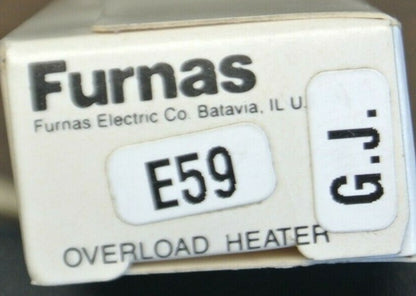 Furnas
Furnas Electric Co. Batavia, IL U.
E59
G.J.
OVERLOAD HEATER